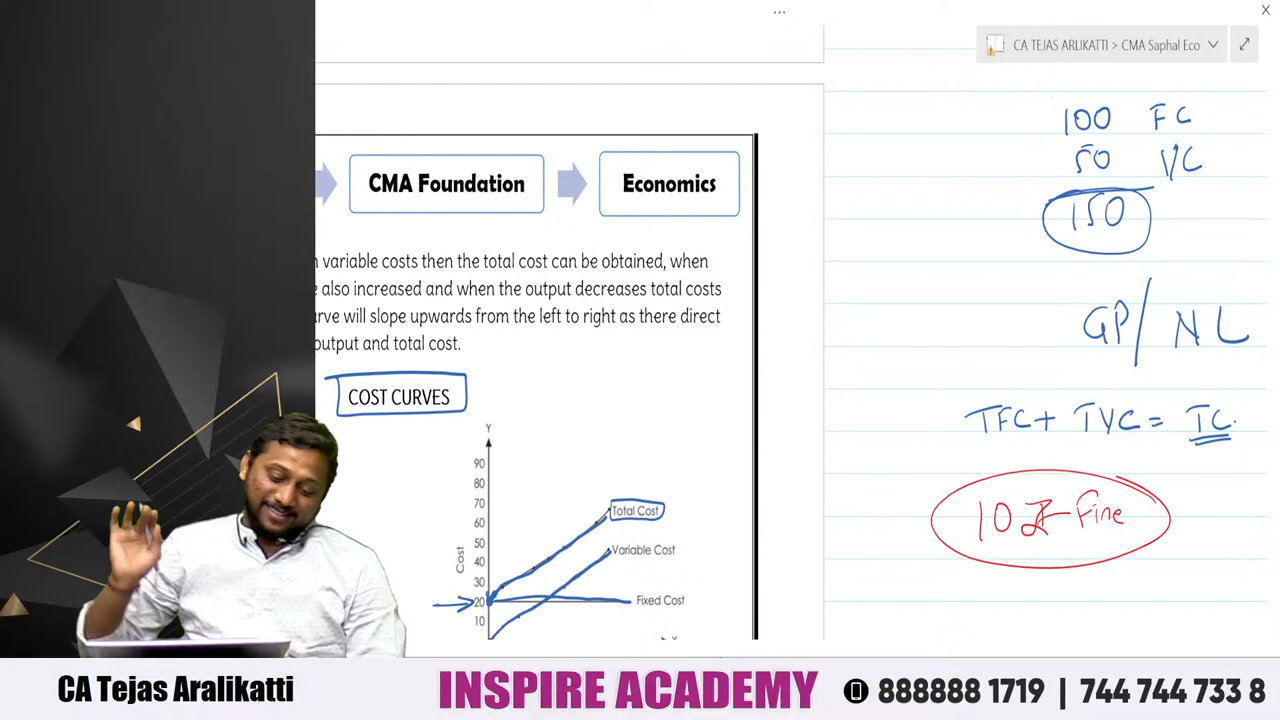 ...
CA TEJAS ARLIKATTI > CMA Saphal Eco
CMA Foundation
Economics
variable costs then the total cost can be obtained, when
also increased and when the output decreases total costs
will slope upwards from the left to right as there direct
output and total cost.
COST CURVES
Y
90
80
70
60
50
40
30
20
10
Cost
Total Cost
Variable Cost
Fixed Cost
100 FC
50 VC
150
GP/NL
TFC + TVC = TC.
10 Fine
CA Tejas Aralikatti
INSPIRE ACADEMY
888888 1719 | 744 744 733 8